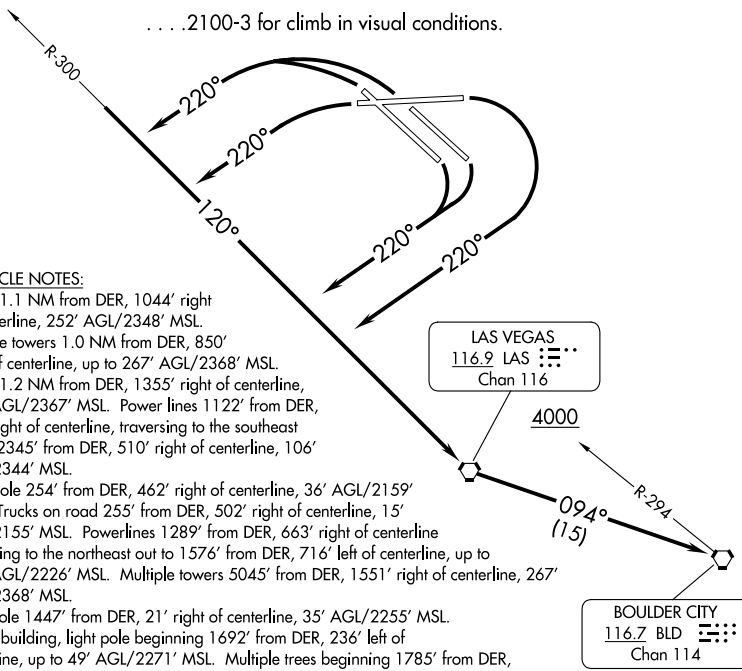 . . . .2100-3 for climb in visual conditions.
R-300
220°
220°
120°
220°
220°
CLE NOTES:
1.1 NM from DER, 1044' right
erline, 252' AGL/2348' MSL.
e towers 1.0 NM from DER, 850'
f centerline, up to 267' AGL/2368' MSL.
1.2 NM from DER, 1355' right of centerline,
AGL/2367' MSL. Power lines 1122' from DER,
ght of centerline, traversing to the southeast
2345' from DER, 510' right of centerline, 106'
2344' MSL.
ole 254' from DER, 462' right of centerline, 36' AGL/2159'
Trucks on road 255' from DER, 502' right of centerline, 15'
2155' MSL. Powerlines 1289' from DER, 663' right of centerline
ing to the northeast out to 1576' from DER, 716' left of centerline, up to
AGL/2226' MSL. Multiple towers 5045' from DER, 1551' right of centerline, 267'
2368' MSL.
ole 1447' from DER, 21' right of centerline, 35' AGL/2255' MSL.
building, light pole beginning 1692' from DER, 236' left of
ine, up to 49' AGL/2271' MSL. Multiple trees beginning 1785' from DER,
LAS VEGAS
116.9 LAS
Chan 116
4000
R-294
094°
(15)
BOULDER CITY
116.7 BLD
Chan 114